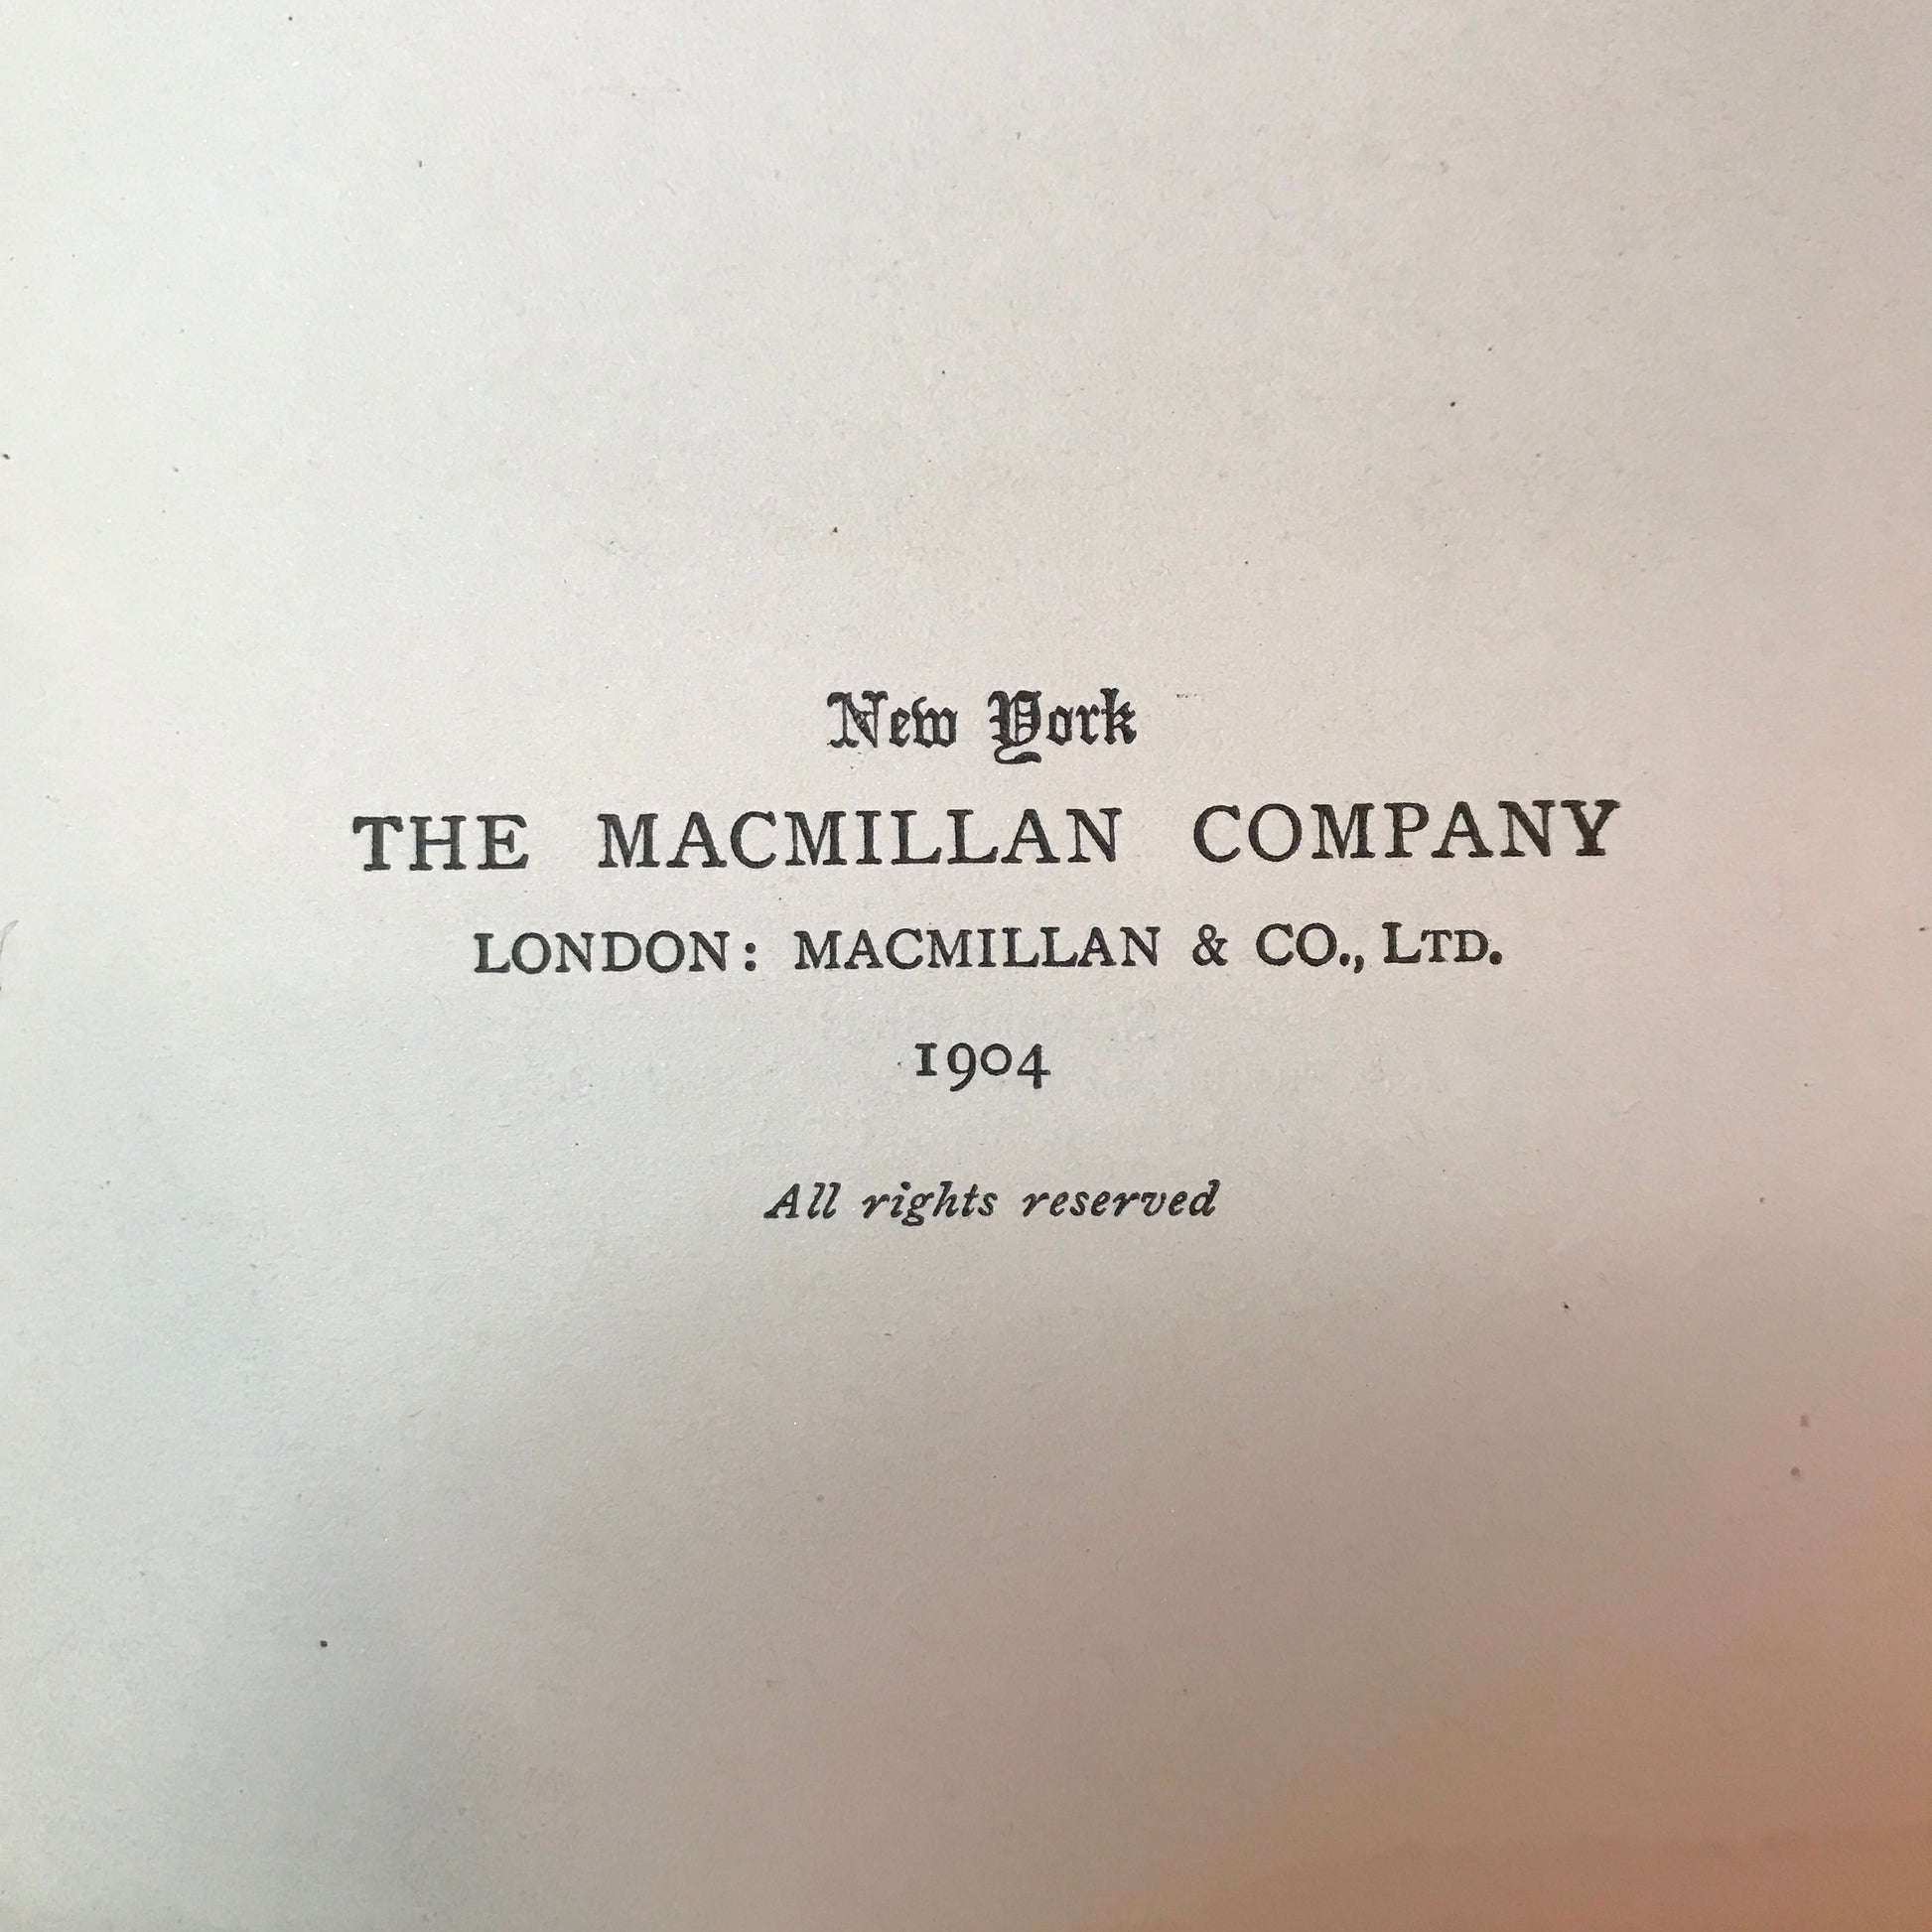 New York
THE MACMILLAN COMPANY
LONDON: MACMILLAN & CO., LTD.
1904
All rights reserved